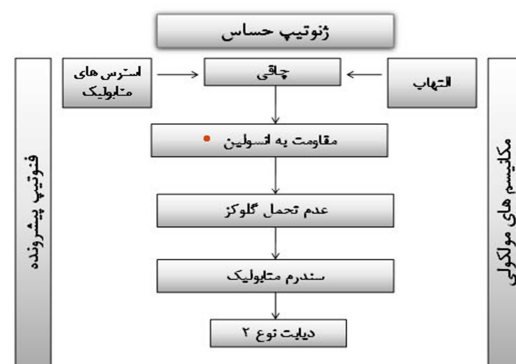 ژنوتیپ حساس
التهاب
چاقی
استرس های
متابولیک
مقاومت به انسولین
عدم تحمل گلوکز
سندرم متابولیک
دیابت نوع ۲
مکانیسم های مولکولی
فنوتیپ پیشرونده